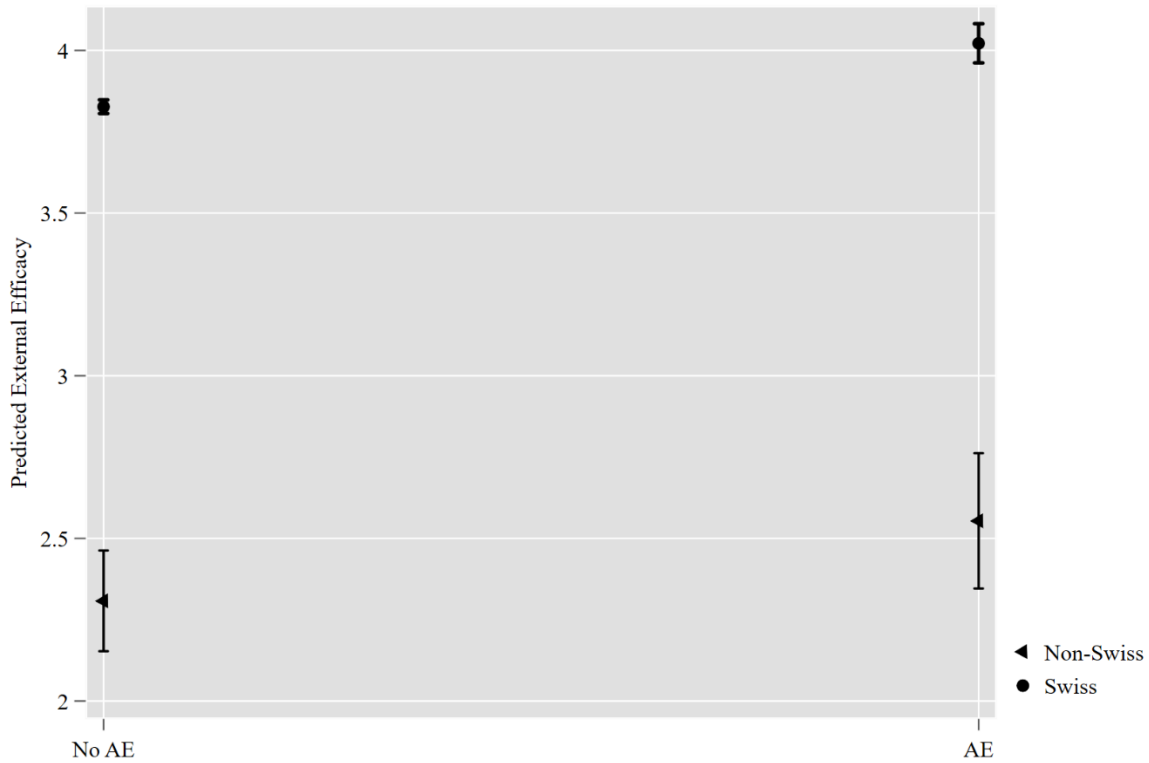 Predicted External Efficacy
4
3.5
3
2.5
2
No AE
AE
Non-Swiss
Swiss